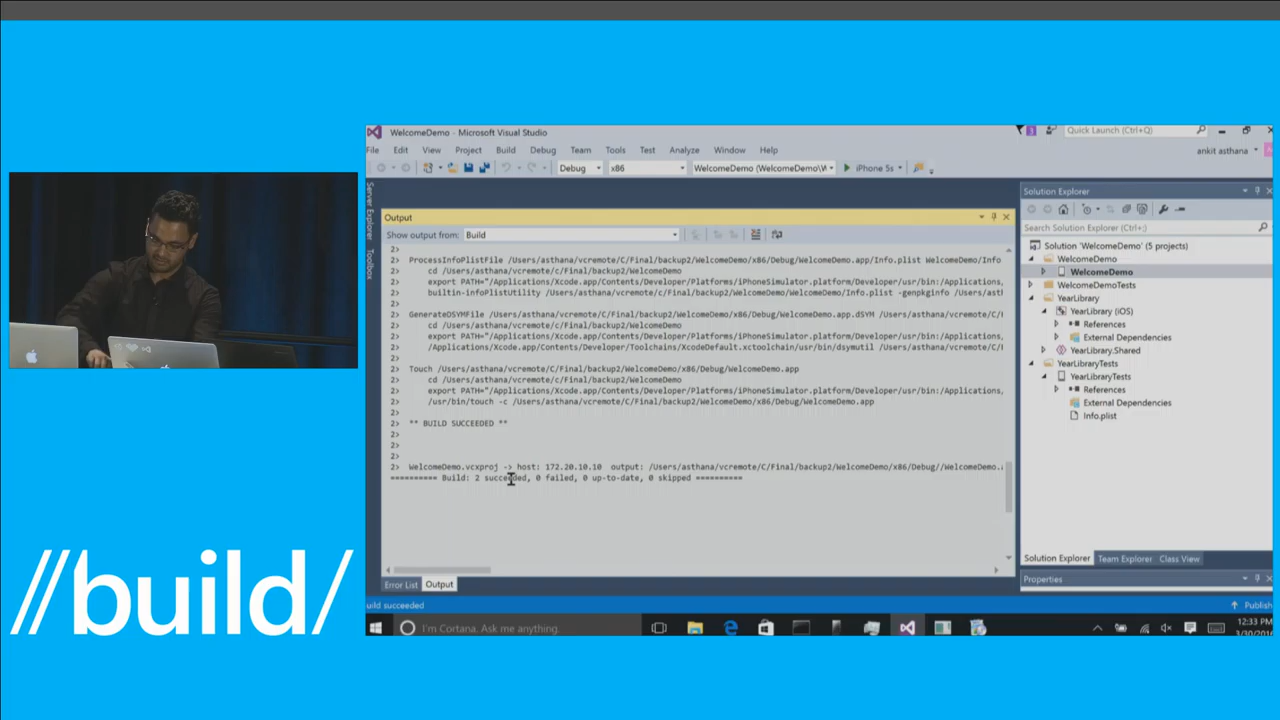 WelcomeDemo - Microsoft Visual Studio
3
Quick Launch (Ctrl+Q)
File Edit View Project Build Debug Team Tools Test Analyze Window Help
ankit asthana
Debug x86 WelcomeDemo (WelcomeDemo\W iPhone 5s
Server Explorer
Toolbox
Output
Show output from: Build
2>
2> ProcessInfoPlistFile /Users/asthana/vcremote/C/Final/backup2/WelcomeDemo/x86/Debug/WelcomeDemo.app/Info.plist WelcomeDemo/Info
2> cd /Users/asthana/vcremote/C/Final/backup2/WelcomeDemo
2> export PATH="/Applications/Xcode.app/Contents/Developer/Platforms/iPhoneSimulator.platform/Developer/usr/bin:/Applications,
2> builtin-infoPlistUtility /Users/asthana/vcremote/C/Final/backup2/WelcomeDemo/WelcomeDemo/Info.plist -genpkginfo /Users/ast
2>
2> GenerateDSYMFile /Users/asthana/vcremote/C/Final/backup2/WelcomeDemo/x86/Debug/WelcomeDemo.app.dSYM /Users/asthana/vcremote/C/
2> cd /Users/asthana/vcremote/C/Final/backup2/WelcomeDemo
2> export PATH="/Applications/Xcode.app/Contents/Developer/Platforms/iPhoneSimulator.platform/Developer/usr/bin:/Applications,
2> /Applications/Xcode.app/Contents/Developer/Toolchains/XcodeDefault.xctoolchain/usr/bin/dsymutil /Users/asthana/vcremote/C/
2>
2> Touch /Users/asthana/vcremote/C/Final/backup2/WelcomeDemo/x86/Debug/WelcomeDemo.app
2> cd /Users/asthana/vcremote/C/Final/backup2/WelcomeDemo
2> export PATH="/Applications/Xcode.app/Contents/Developer/Platforms/iPhoneSimulator.platform/Developer/usr/bin:/Applications,
2> /usr/bin/touch -c /Users/asthana/vcremote/C/Final/backup2/WelcomeDemo/x86/Debug/WelcomeDemo.app
2>
2> ** BUILD SUCCEEDED **
2>
2>
2>
2> WelcomeDemo.vcxproj -> host: 172.20.10.10 output: /Users/asthana/vcremote/C/Final/backup2/WelcomeDemo/x86/Debug//WelcomeDemo.
========== Build: 2 succeeded, 0 failed, 0 up-to-date, 0 skipped ==========
Error List Output
Solution Explorer
Search Solution Explorer (Ctrl+;)
Solution 'WelcomeDemo' (5 projects)
WelcomeDemo
WelcomeDemo
WelcomeDemoTests
YearLibrary
YearLibrary (iOS)
References
External Dependencies
YearLibrary.Shared
YearLibraryTests
YearLibraryTests
References
External Dependencies
Info.plist
Solution Explorer Team Explorer Class View
Properties
uild succeeded
Publish
I'm Cortana. Ask me anything.
12:33 PM
//build/